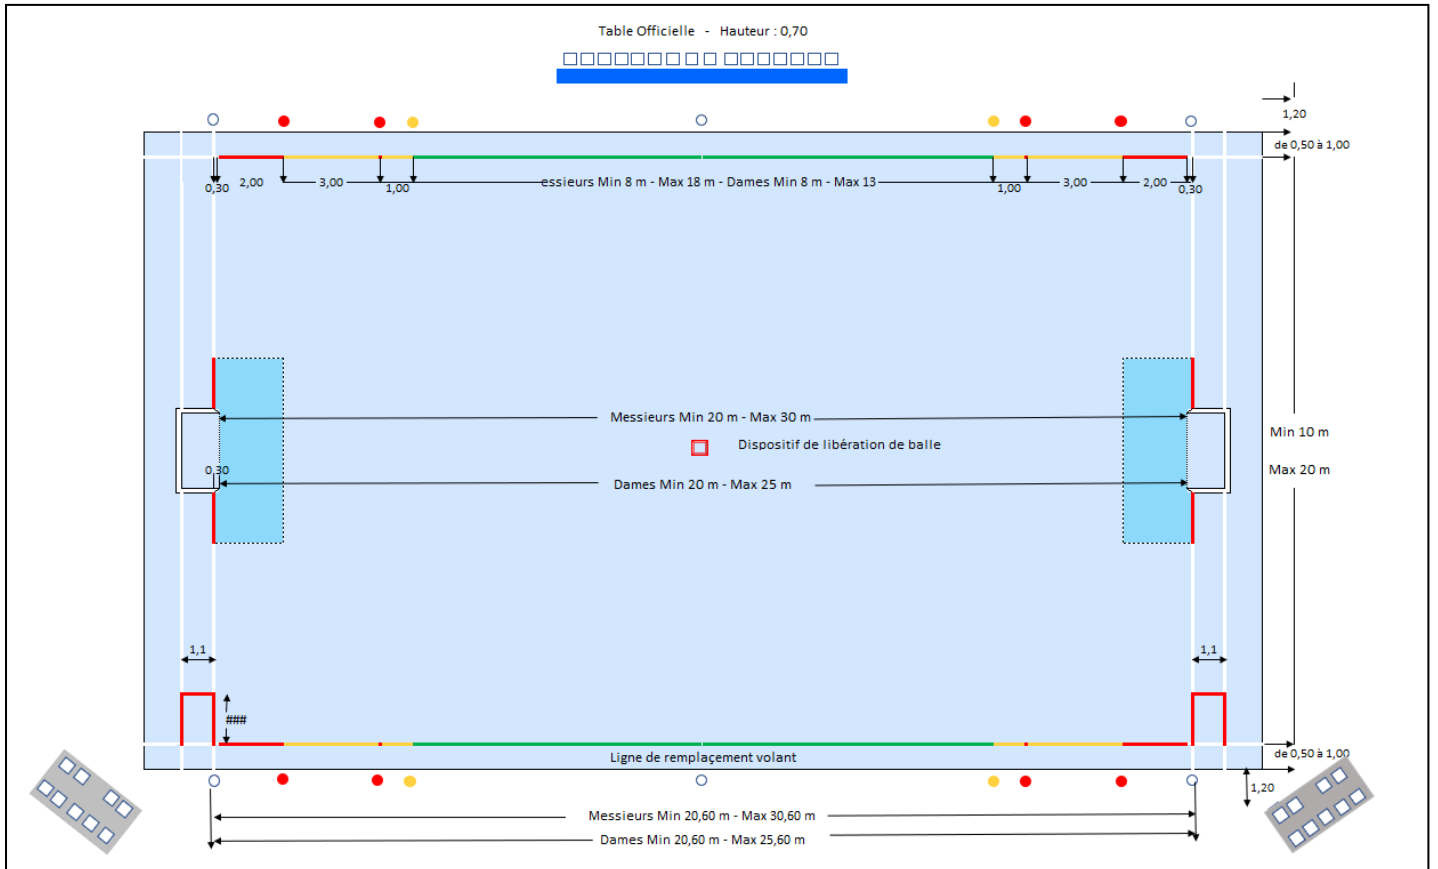 Table Officielle - Hauteur : 0,70
1,20
de 0,50 à 1,00
0,30 2,00 3,00 1,00 essieurs Min 8 m - Max 18 m - Dames Min 8 m - Max 13 1,00 3,00 2,00 0,30
Messieurs Min 20 m - Max 30 m
Min 10 m
Dispositif de libération de balle
0,30
Max 20 m
Dames Min 20 m - Max 25 m
1,1
1,1
###
Ligne de remplaçement volant
de 0,50 à 1,00
1,20
Messieurs Min 20,60 m - Max 30,60 m
Dames Min 20,60 m - Max 25,60 m